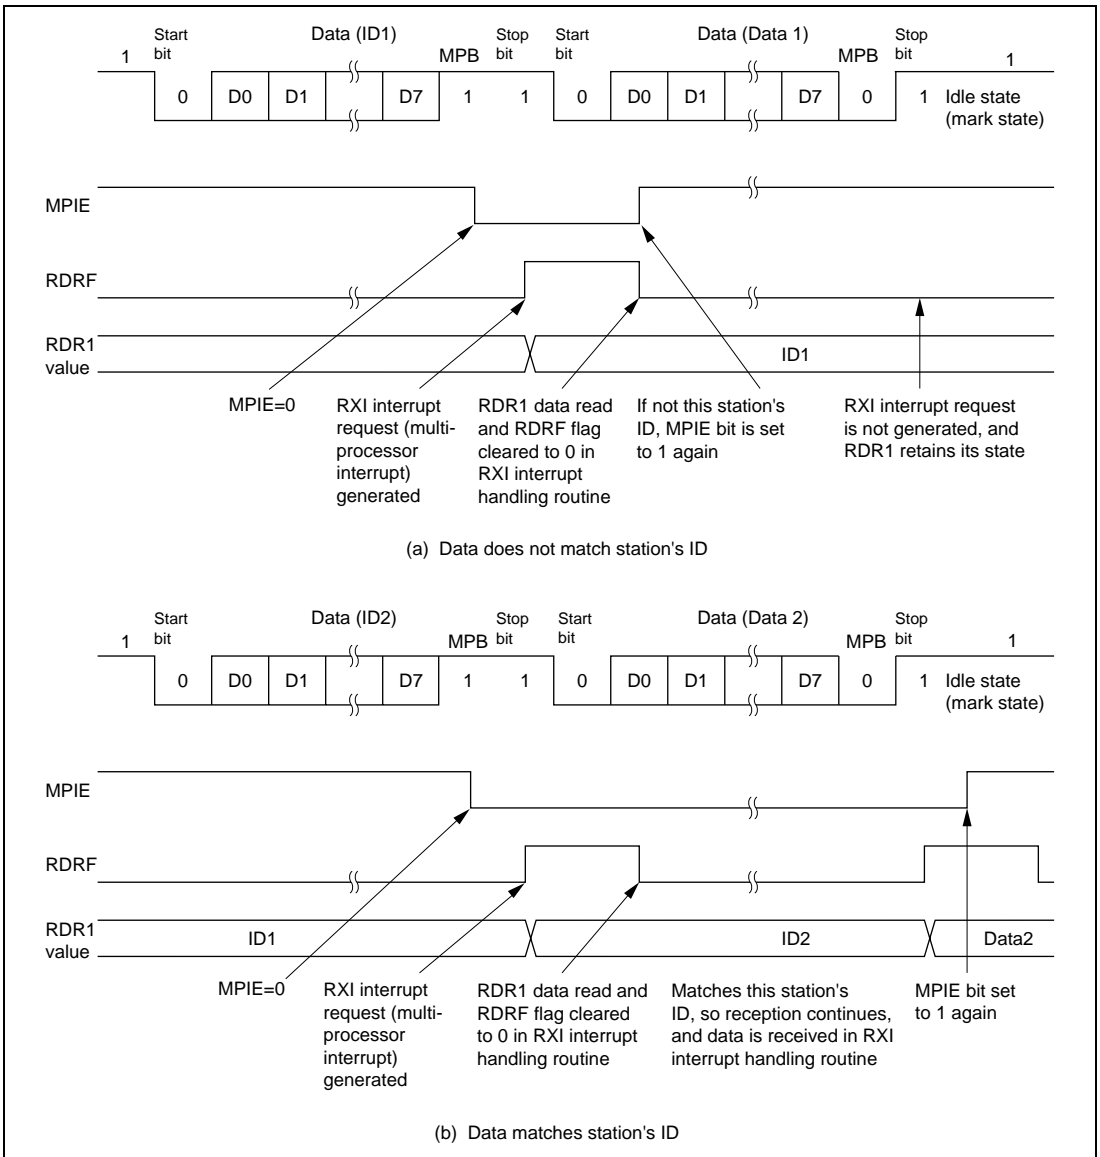 Start bit Data (ID1) MPB Stop bit Start bit Data (Data 1) MPB Stop bit
1 1
0 D0 D1 D7 1 1 0 D0 D1 D7 0 1 Idle state (mark state)
MPIE
RDRF
RDR1 value
ID1
MPIE=0
RXI interrupt
request (multi-
processor
interrupt)
generated
RDR1 data read
and RDRF flag
cleared to 0 in
RXI interrupt
handling routine
If not this station's
ID, MPIE bit is set
to 1 again
RXI interrupt request
is not generated, and
RDR1 retains its state
(a) Data does not match station's ID
Start bit Data (ID2) MPB Stop bit Start bit Data (Data 2) MPB Stop bit
1 1
0 D0 D1 D7 1 1 0 D0 D1 D7 0 1 Idle state (mark state)
MPIE
RDRF
RDR1 value
ID1 ID2 Data2
MPIE=0
RXI interrupt
request (multi-
processor
interrupt)
generated
RDR1 data read and
RDRF flag cleared
to 0 in RXI interrupt
handling routine
Matches this station's
ID, so reception continues,
and data is received in RXI
interrupt handling routine
MPIE bit set
to 1 again
(b) Data matches station's ID